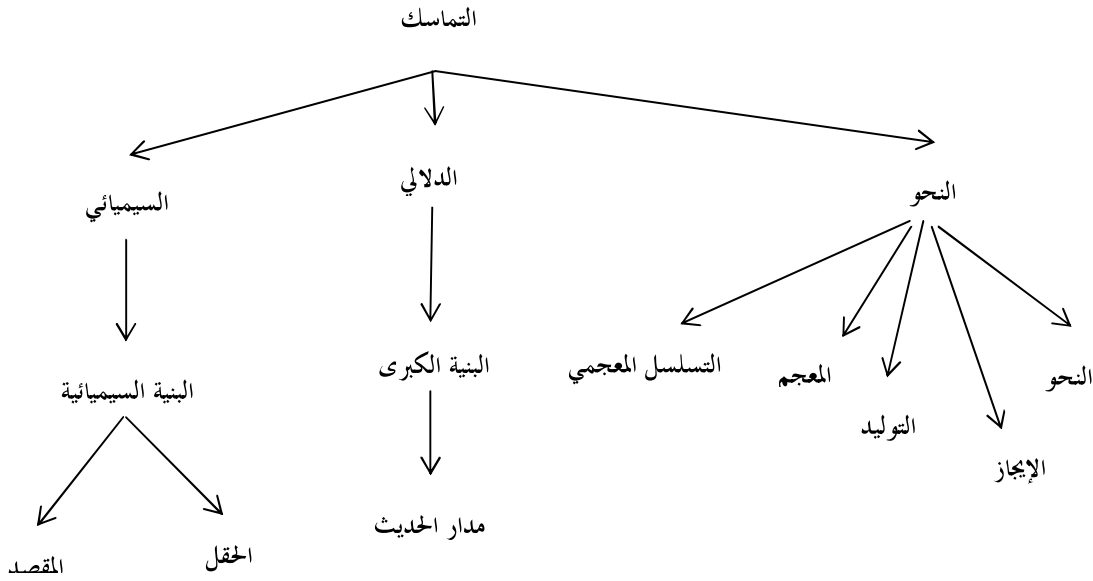 التماسك
النحو
الدلالي
السيميائي
النحو
الإيجاز
التوليد
المعجم
التسلسل المعجمي
البنية الكبرى
مدار الحديث
البنية السيميائية
الحقل
المقصد